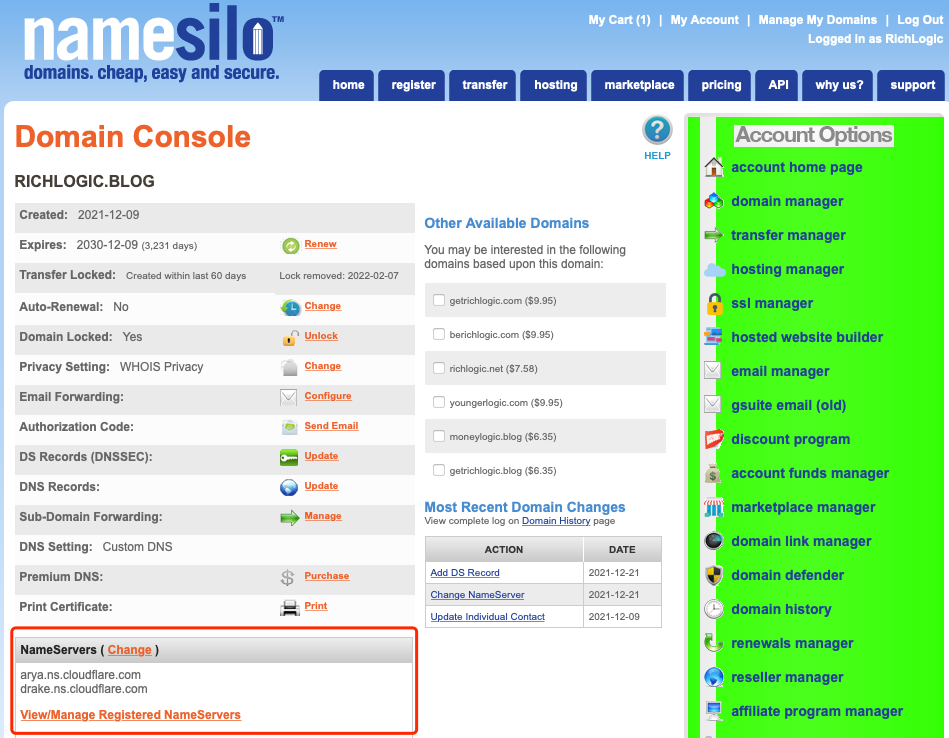 namesilo™
domains. cheap, easy and secure.
My Cart (1) | My Account | Manage My Domains | Log Out
Logged in as RichLogic
home register transfer hosting marketplace pricing API why us? support
Domain Console
HELP
RICHLOGIC.BLOG
Created: 2021-12-09
Expires: 2030-12-09 (3,231 days) Renew
Transfer Locked: Created within last 60 days Lock removed: 2022-02-07
Auto-Renewal: No Change
Domain Locked: Yes Unlock
Privacy Setting: WHOIS Privacy Change
Email Forwarding: Configure
Authorization Code: Send Email
DS Records (DNSSEC): Update
DNS Records: Update
Sub-Domain Forwarding: Manage
DNS Setting: Custom DNS
Premium DNS: Purchase
Print Certificate: Print
NameServers ( Change )
arya.ns.cloudflare.com
drake.ns.cloudflare.com
View/Manage Registered NameServers
Other Available Domains
You may be interested in the following
domains based upon this domain:
getrichlogic.com ($9.95)
berichlogic.com ($9.95)
richlogic.net ($7.58)
youngerlogic.com ($9.95)
moneylogic.blog ($6.35)
getrichlogic.blog ($6.35)
Most Recent Domain Changes
View complete log on Domain History page
ACTION DATE
Add DS Record 2021-12-21
Change NameServer 2021-12-21
Update Individual Contact 2021-12-09
Account Options
account home page
domain manager
transfer manager
hosting manager
ssl manager
hosted website builder
email manager
gsuite email (old)
discount program
account funds manager
marketplace manager
domain link manager
domain defender
domain history
renewals manager
reseller manager
affiliate program manager